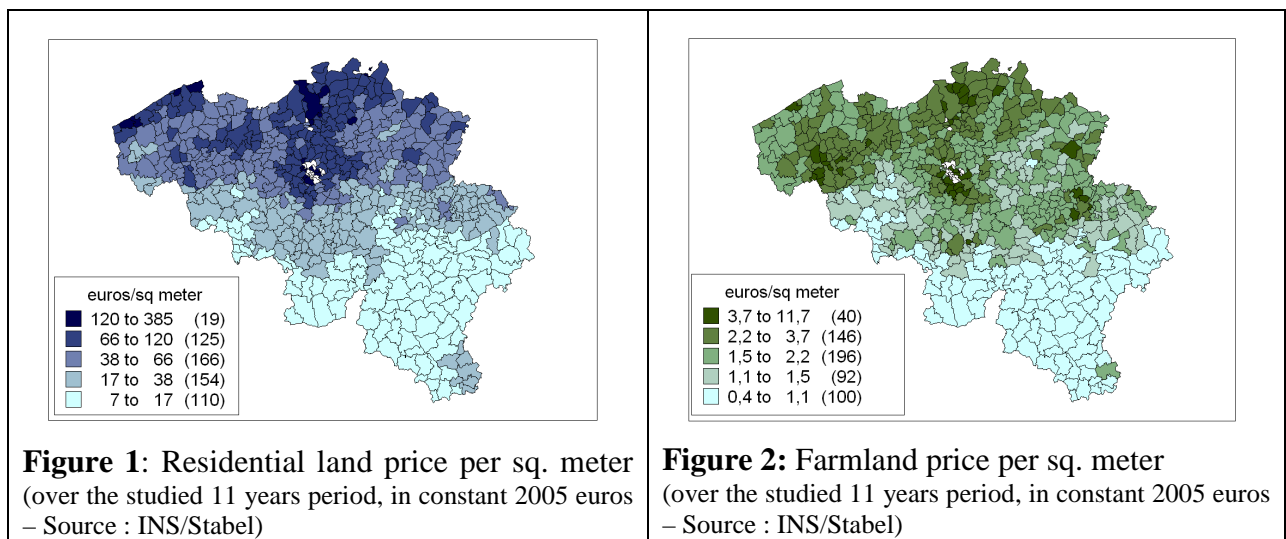 euros/sq meter
120 to 385 (19)
66 to 120 (125)
38 to 66 (166)
17 to 38 (154)
7 to 17 (110)
Figure 1: Residential land price per sq. meter
(over the studied 11 years period, in constant 2005 euros
– Source : INS/Stabel)
euros/sq meter
3,7 to 11,7 (40)
2,2 to 3,7 (146)
1,5 to 2,2 (196)
1,1 to 1,5 (92)
0,4 to 1,1 (100)
Figure 2: Farmland price per sq. meter
(over the studied 11 years period, in constant 2005 euros
– Source : INS/Stabel)